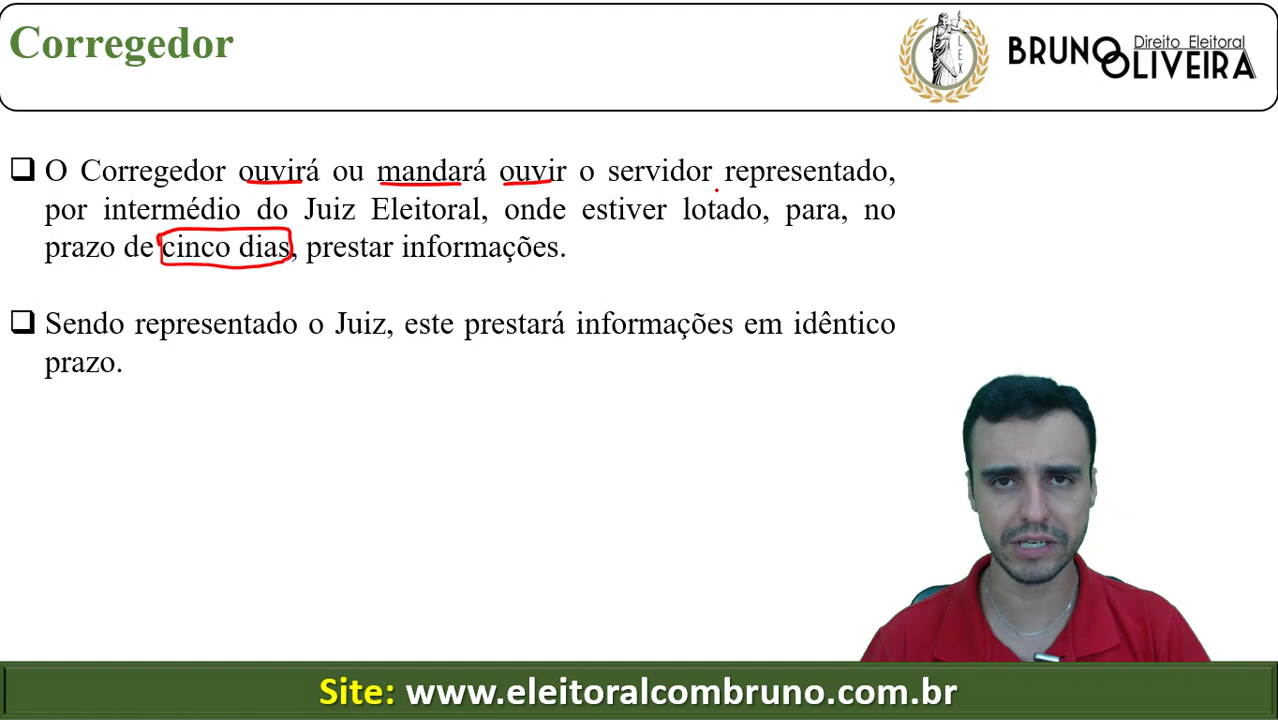 Corregedor
LEX
BRUNO Direito Eleitoral
OLIVEIRA
O Corregedor ouvirá ou mandará ouvir o servidor representado,
por intermédio do Juiz Eleitoral, onde estiver lotado, para, no
prazo de cinco dias, prestar informações.
Sendo representado o Juiz, este prestará informações em idêntico
prazo.
Site: www.eleitoralcombruno.com.br